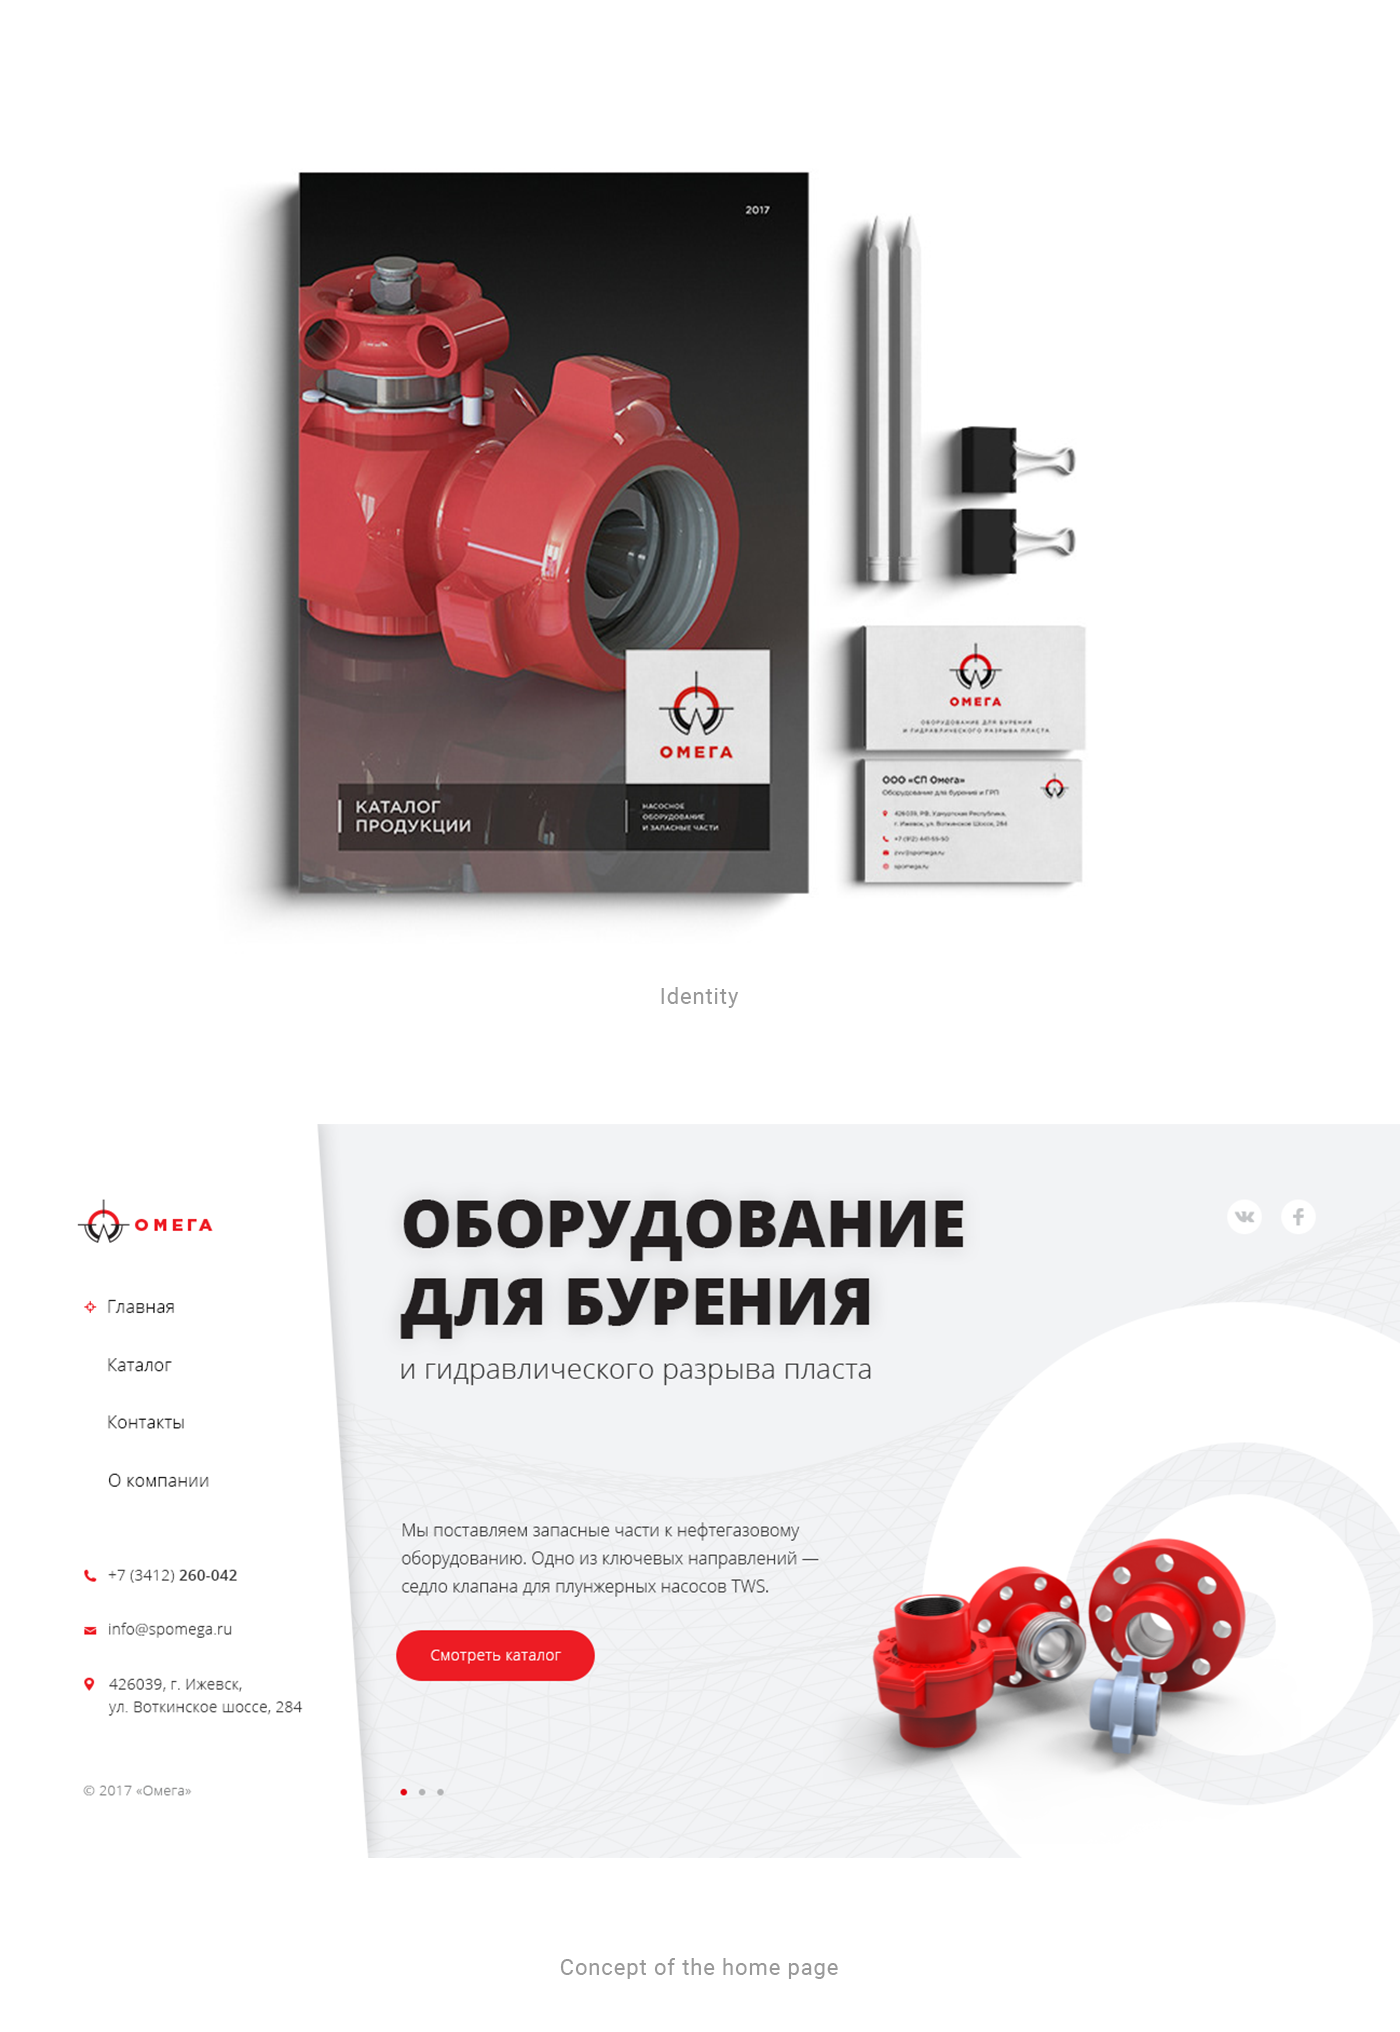 2017
ОМЕГА
КАТАЛОГ
ПРОДУКЦИИ
НАСОСНОЕ
ОБОРУДОВАНИЕ
И ЗАПАСНЫЕ ЧАСТИ
ОМЕГА
ОБОРУДОВАНИЕ ДЛЯ БУРЕНИЯ
И ГИДРАВЛИЧЕСКОГО РАЗРЫВА ПЛАСТА
ООО «СП Омега»
Оборудование для бурения и ГРП
426039, РФ, Удмуртская Республика,
г. Ижевск, ул. Воткинское Шоссе, 284
+7 (912) 441-55-50
zvv@spomega.ru
spomega.ru
Identity
ОМЕГА
Главная
Каталог
Контакты
О компании
+7 (3412) 260-042
info@spomega.ru
426039, г. Ижевск,
ул. Воткинское шоссе, 284
© 2017 «Омега»
ОБОРУДОВАНИЕ
ДЛЯ БУРЕНИЯ
и гидравлического разрыва пласта
Мы поставляем запасные части к нефтегазовому
оборудованию. Одно из ключевых направлений —
седло клапана для плунжерных насосов TWS.
Смотреть каталог
Concept of the home page